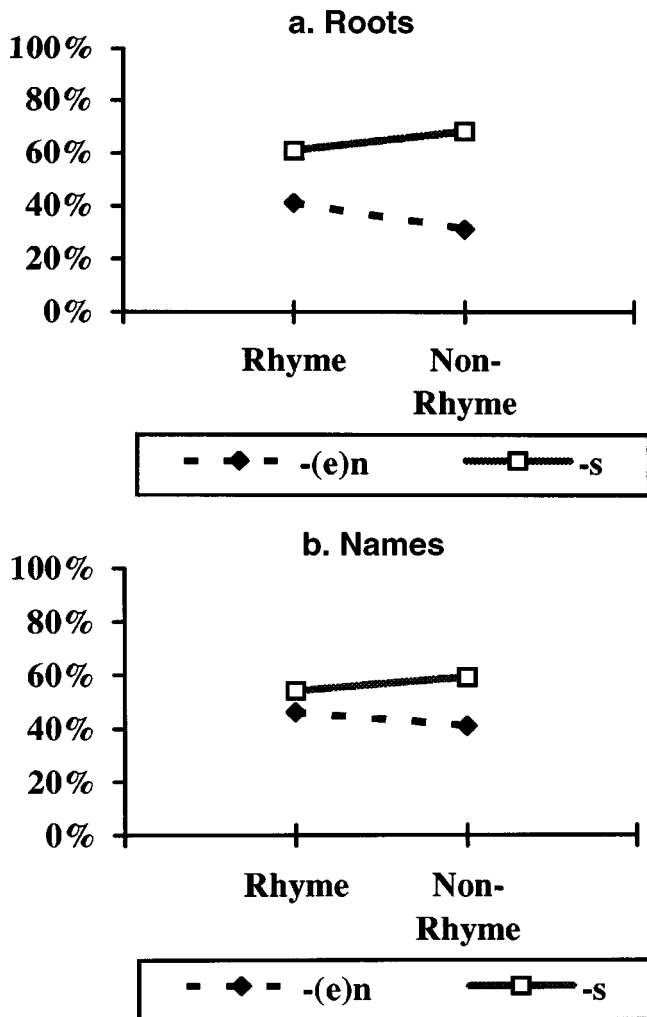 a. Roots
100%
80%
60%
40%
20%
0%
Rhyme Non-
Rhyme
-(e)n -s
b. Names
100%
80%
60%
40%
20%
0%
Rhyme Non-
Rhyme
-(e)n -s